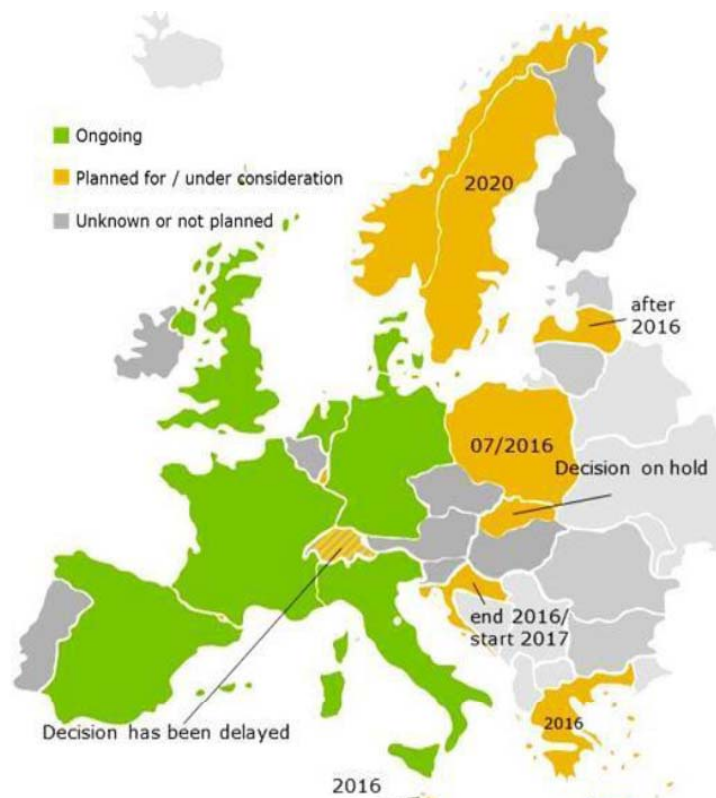 Ongoing
Planned for / under consideration
Unknown or not planned
2020
after
2016
07/2016
Decision on hold
end 2016/
start 2017
Decision has been delayed
2016
2016